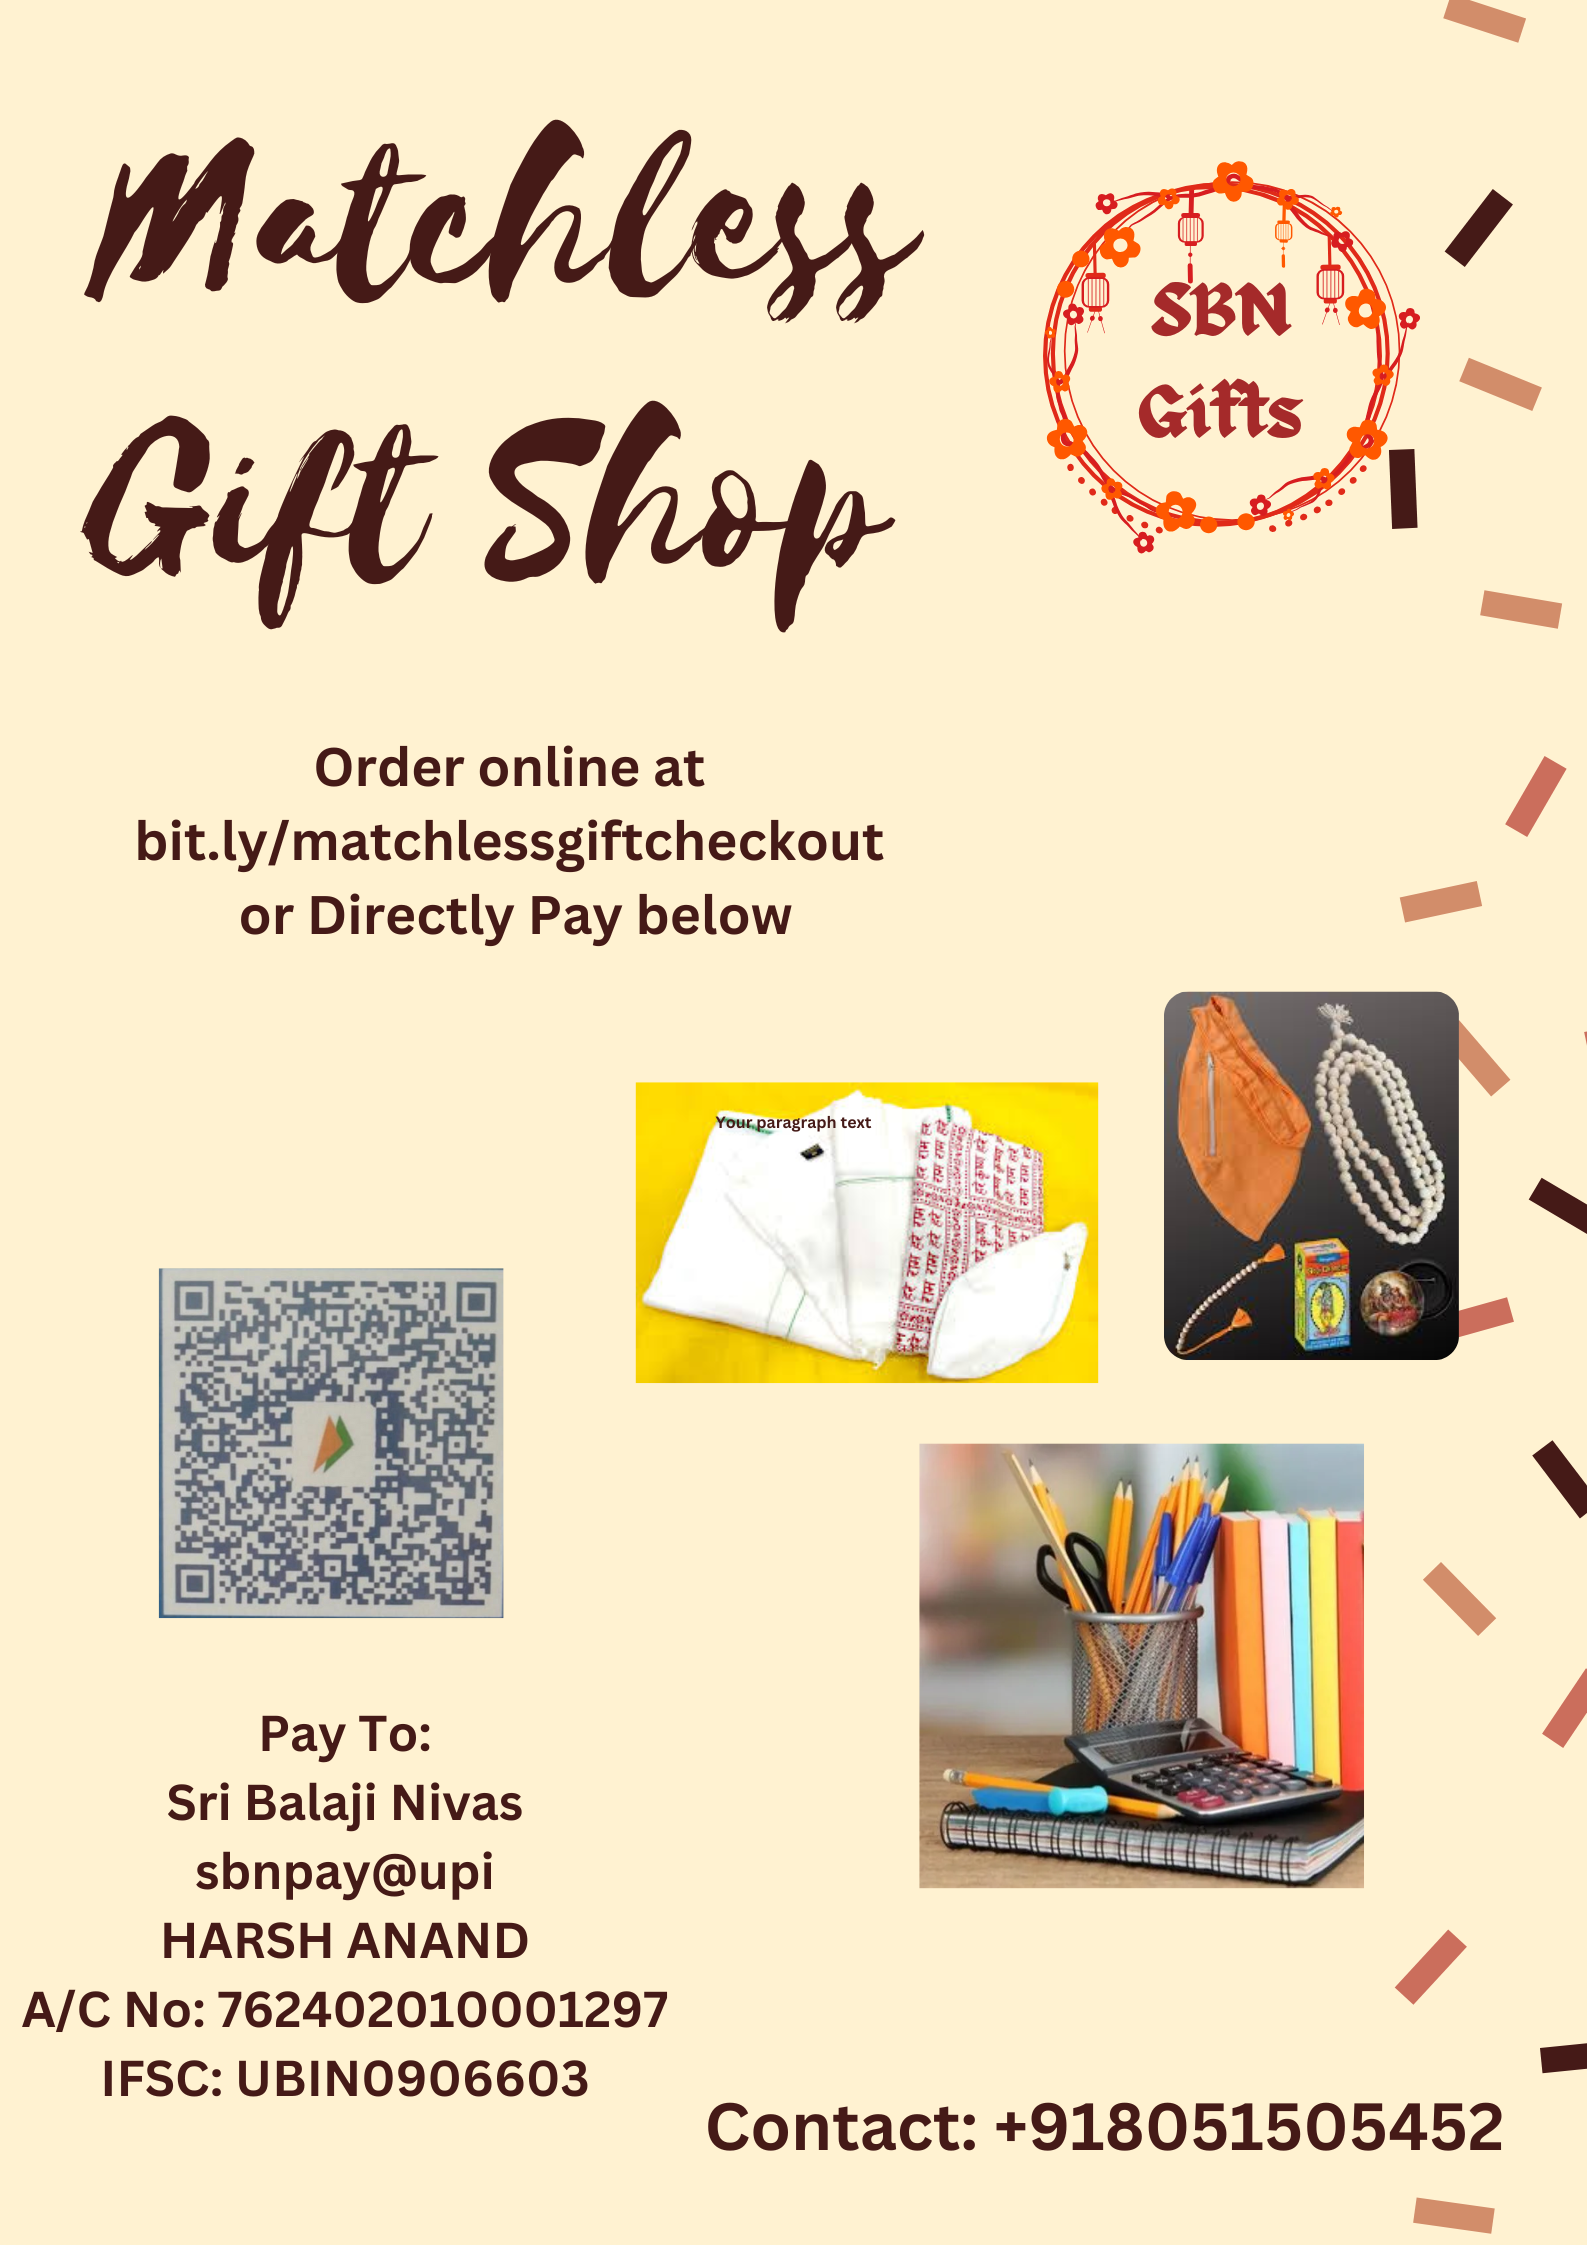 Matchless
Gift Shop
SBN
Gifts
Order online at
bit.ly/matchlessgiftcheckout
or Directly Pay below
Your paragraph text
Pay To:
Sri Balaji Nivas
sbnpay@upi
HARSH ANAND
A/C No: 762402010001297
IFSC: UBIN0906603
Contact: +918051505452